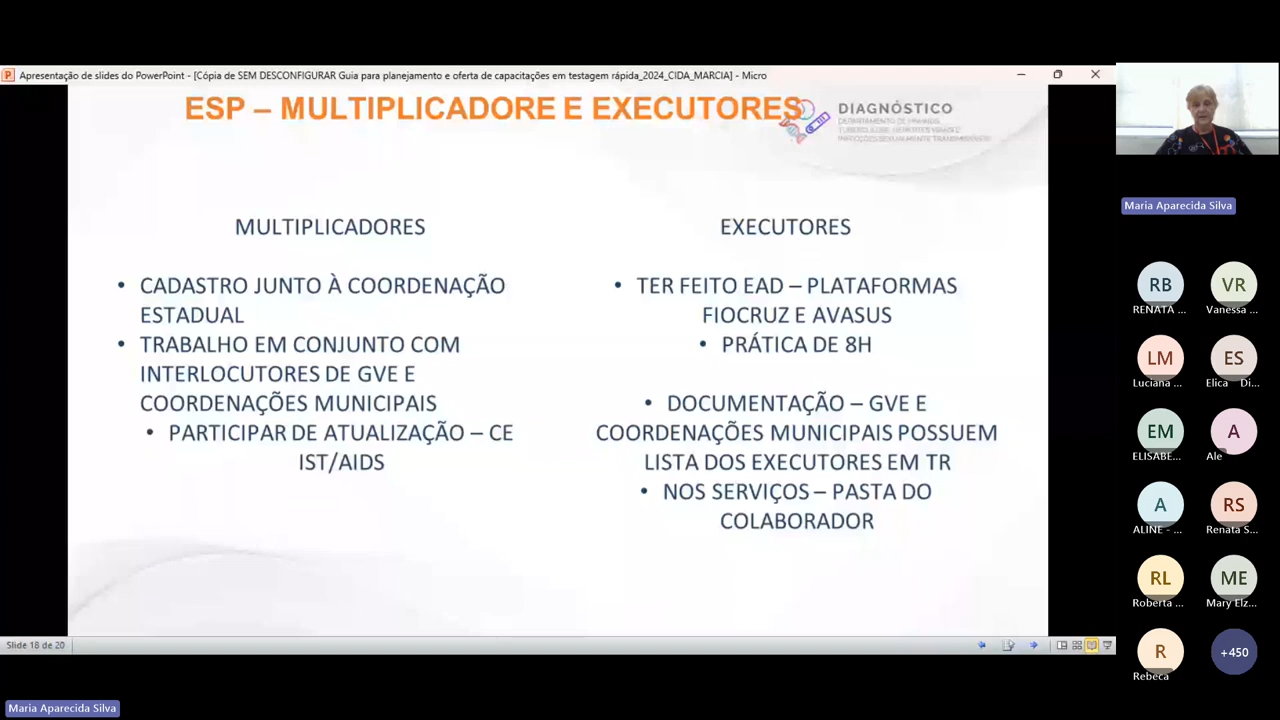 Apresentação de slides do PowerPoint - [Cópia de SEM DESCONFIGURAR Guia para planejamento e oferta de capacitações em testagem rápida_2024_CIDA_MARCIA] - Micro
ESP – MULTIPLICADORE E EXECUTORES
DIAGNÓSTICO
DEPARTAMENTO DE HIV/AIDS,
TUBERCULOSE, HEPATITES VIRAIS E
INFECÇÕES SEXUALMENTE TRANSMISSÍVEIS
MULTIPLICADORES
• CADASTRO JUNTO À COORDENAÇÃO
ESTADUAL
• TRABALHO EM CONJUNTO COM
INTERLOCUTORES DE GVE E
COORDENAÇÕES MUNICIPAIS
• PARTICIPAR DE ATUALIZAÇÃO – CE
IST/AIDS
EXECUTORES
• TER FEITO EAD – PLATAFORMAS
FIOCRUZ E AVASUS
• PRÁTICA DE 8H
• DOCUMENTAÇÃO – GVE E
COORDENAÇÕES MUNICIPAIS POSSUEM
LISTA DOS EXECUTORES EM TR
• NOS SERVIÇOS – PASTA DO
COLABORADOR
Slide 18 de 20
Maria Aparecida Silva
RB
RENATA ...
VR
Vanessa ...
LM
Luciana ...
ES
Elica Di...
EM
ELISABE...
A
Ale
A
ALINE - ...
RS
Renata S...
RL
Roberta ...
ME
Mary Elz...
R
Rebeca
+450
Maria Aparecida Silva